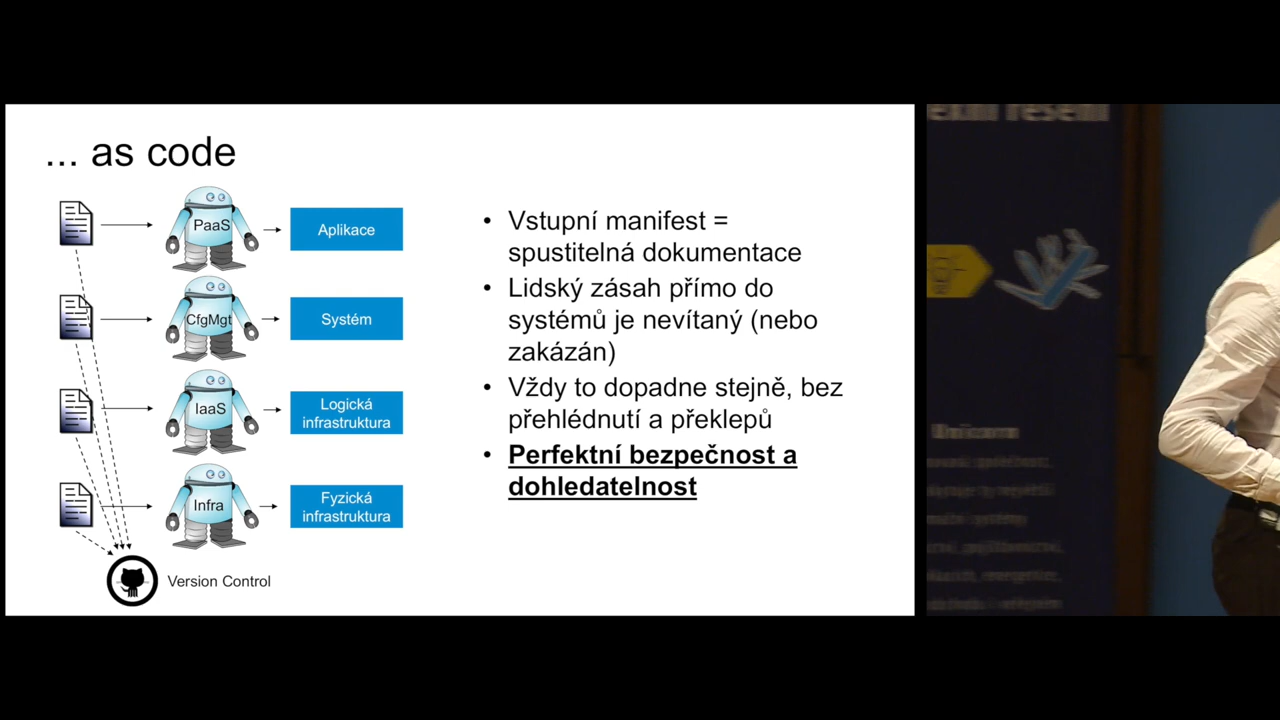 ... as code
PaaS
Aplikace
CfgMgt
Systém
IaaS
Logická
infrastruktura
Infra
Fyzická
infrastruktura
Version Control
• Vstupní manifest =
spustitelná dokumentace
• Lidský zásah přímo do
systémů je nevítaný (nebo
zakázán)
• Vždy to dopadne stejně, bez
přehlédnutí a překlepů
• Perfektní bezpečnost a
dohledatelnost